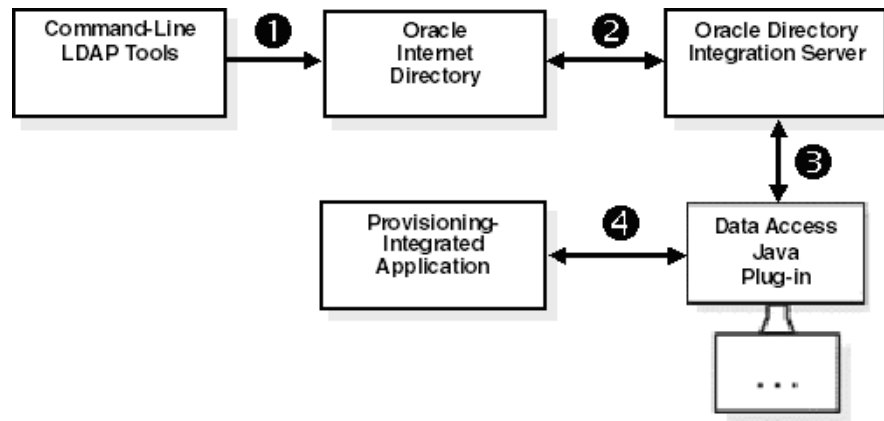 Command-Line
LDAP Tools
1
Oracle
Internet
Directory
2
Oracle Directory
Integration Server
3
Provisioning-
Integrated
Application
4
Data Access
Java
Plug-in
...